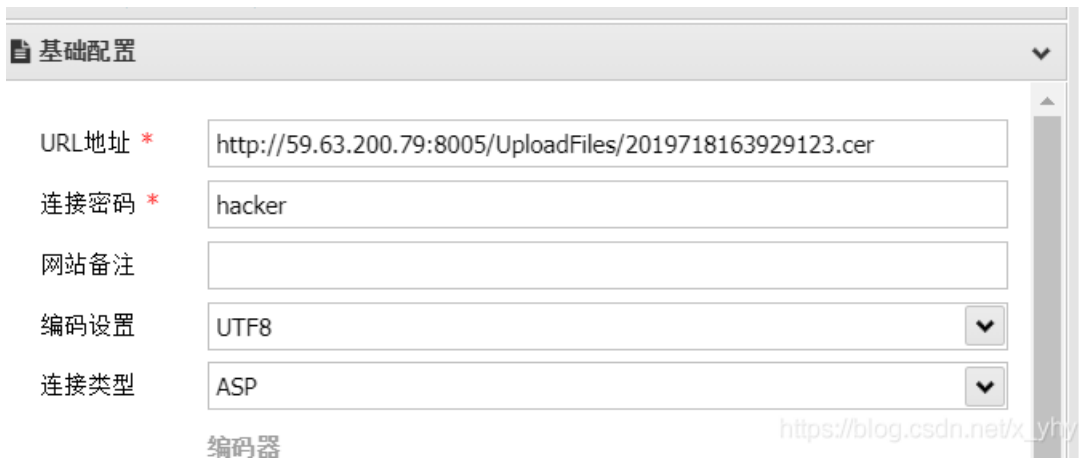 基础配置
URL地址 * http://59.63.200.79:8005/UploadFiles/2019718163929123.cer
连接密码 * hacker
网站备注
编码设置 UTF8
连接类型 ASP
编码器
https://blog.csdn.net/x_yhy